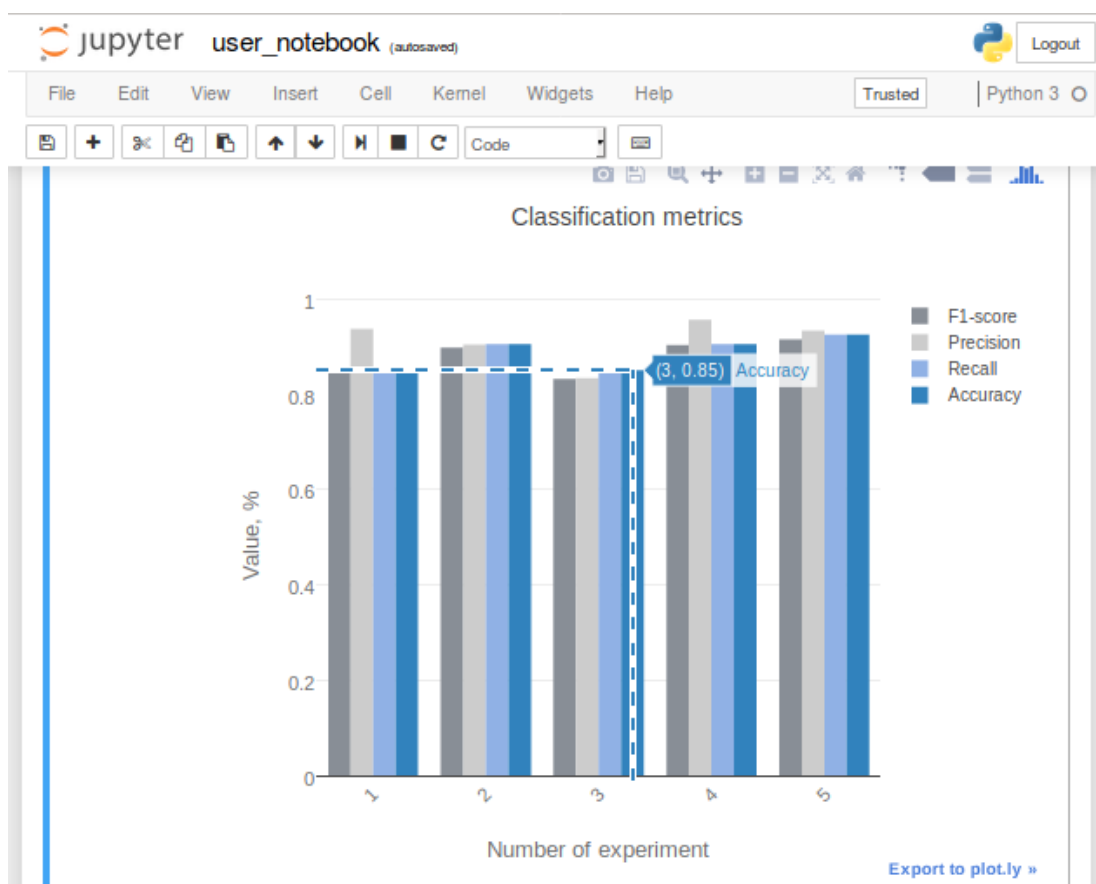 jupyter user_notebook (autosaved) Logout
File Edit View Insert Cell Kernel Widgets Help Trusted Python 3
Code
Classification metrics
1
0.8
0.6
0.4
0.2
0
Value, %
(3, 0.85) Accuracy
F1-score
Precision
Recall
Accuracy
1 2 3 4 5
Number of experiment
Export to plot.ly »